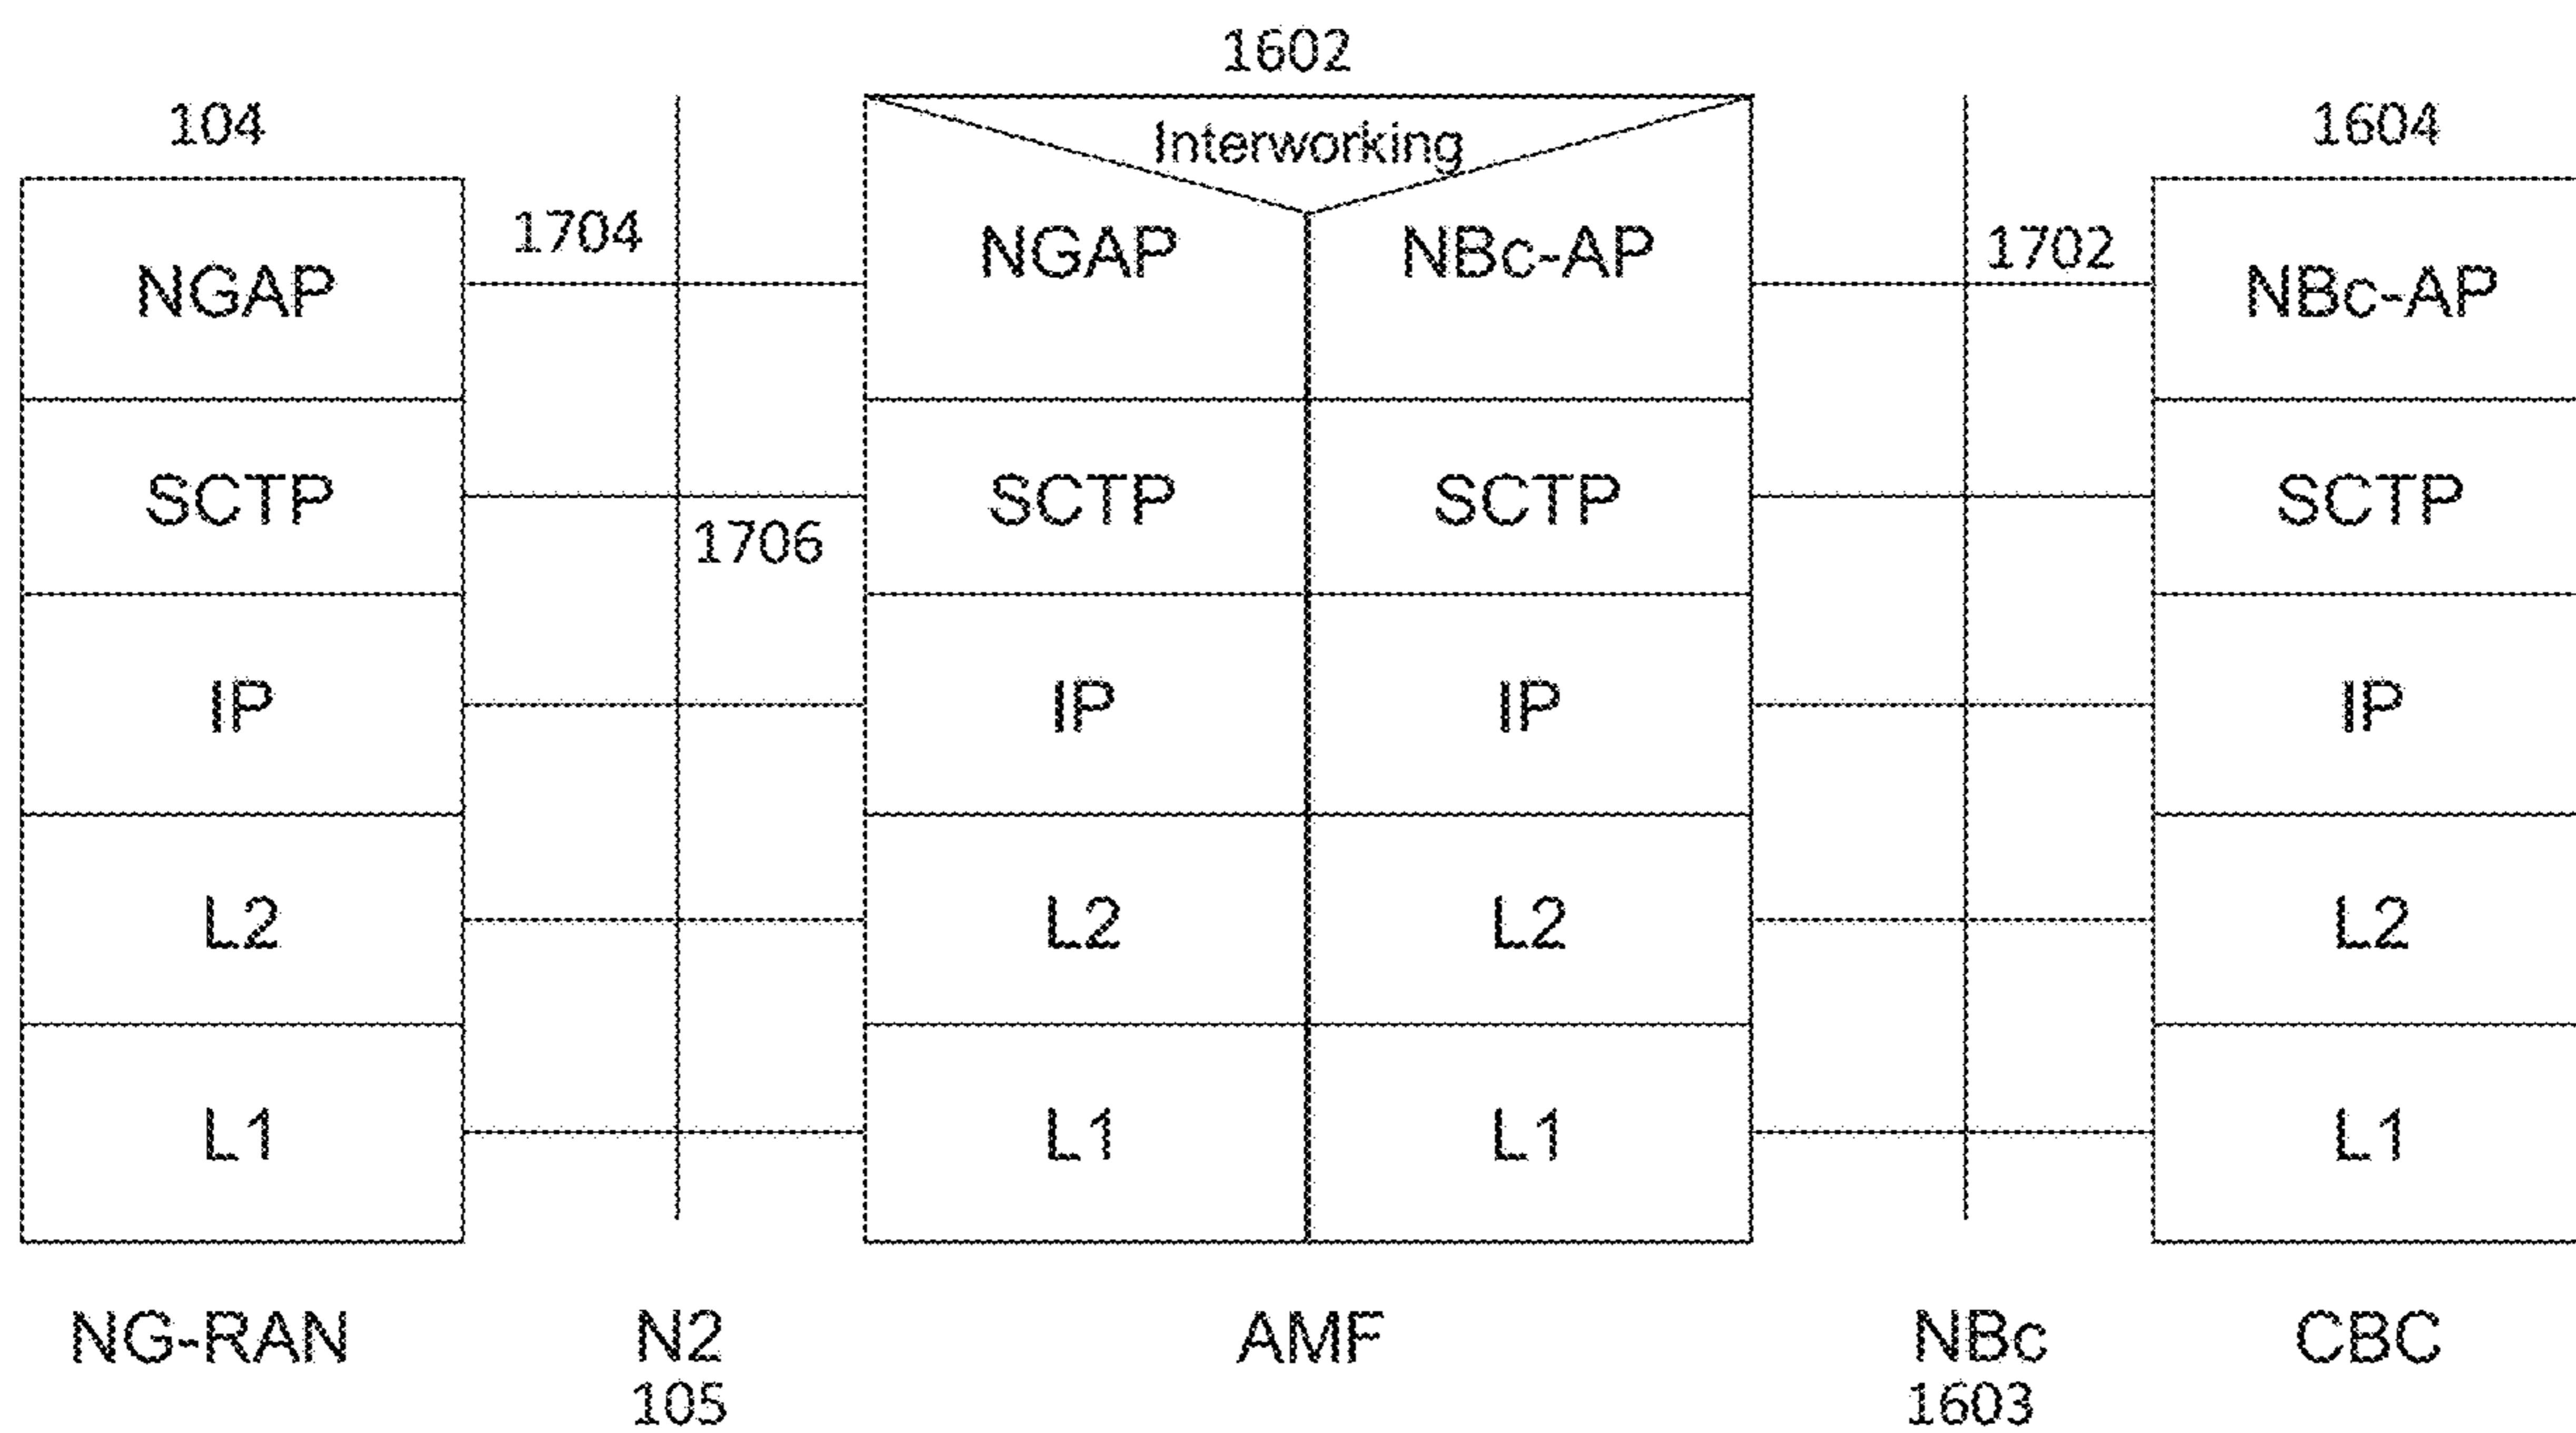 1602
104
Interworking
1604
1704
NGAP
NBc-AP
1702
NGAP
NBc-AP
SCTP
SCTP
SCTP
SCTP
1706
IP
IP
IP
IP
L2
L2
L2
L2
L1
L1
L1
L1
NG-RAN
N2
AMF
NBc
CBC
105
1603